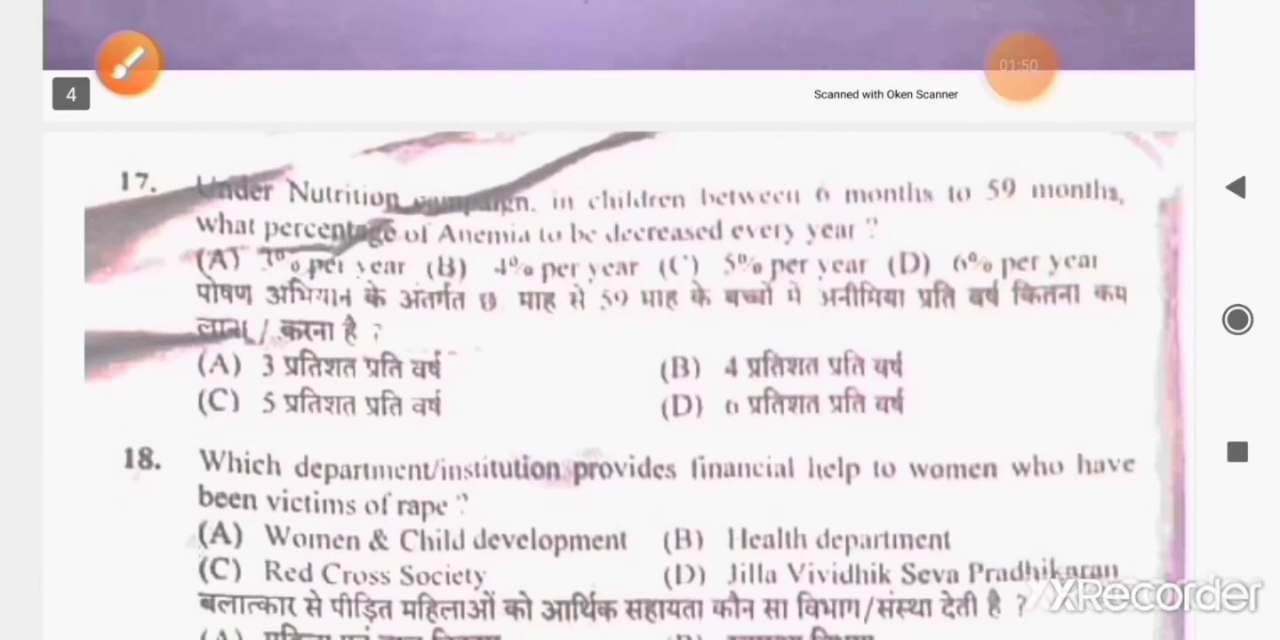 01:50
4
Scanned with Oken Scanner
17. Under Nutrition campaign, in children between 6 months to 59 months,
what percentage of Anemia to be decreased every year ?
(A) 3% per year (B) 4% per year (C) 5% per year (D) 6% per year
पोषण अभियान के अंतर्गत छ माह से 59 माह के बच्चों में अनीमिया प्रति वर्ष कितना कम
लाना / करना है ?
(A) 3 प्रतिशत प्रति वर्ष (B) 4 प्रतिशत प्रति वर्ष
(C) 5 प्रतिशत प्रति वर्ष (D) 6 प्रतिशत प्रति वर्ष
18. Which department/institution provides financial help to women who have
been victims of rape ?
(A) Women & Child development (B) Health department
(C) Red Cross Society (D) Jilla Vividhik Seva Pradhikaran
बलात्कार से पीड़ित महिलाओं को आर्थिक सहायता कौन सा विभाग/संस्था देती है ?
XRecorder